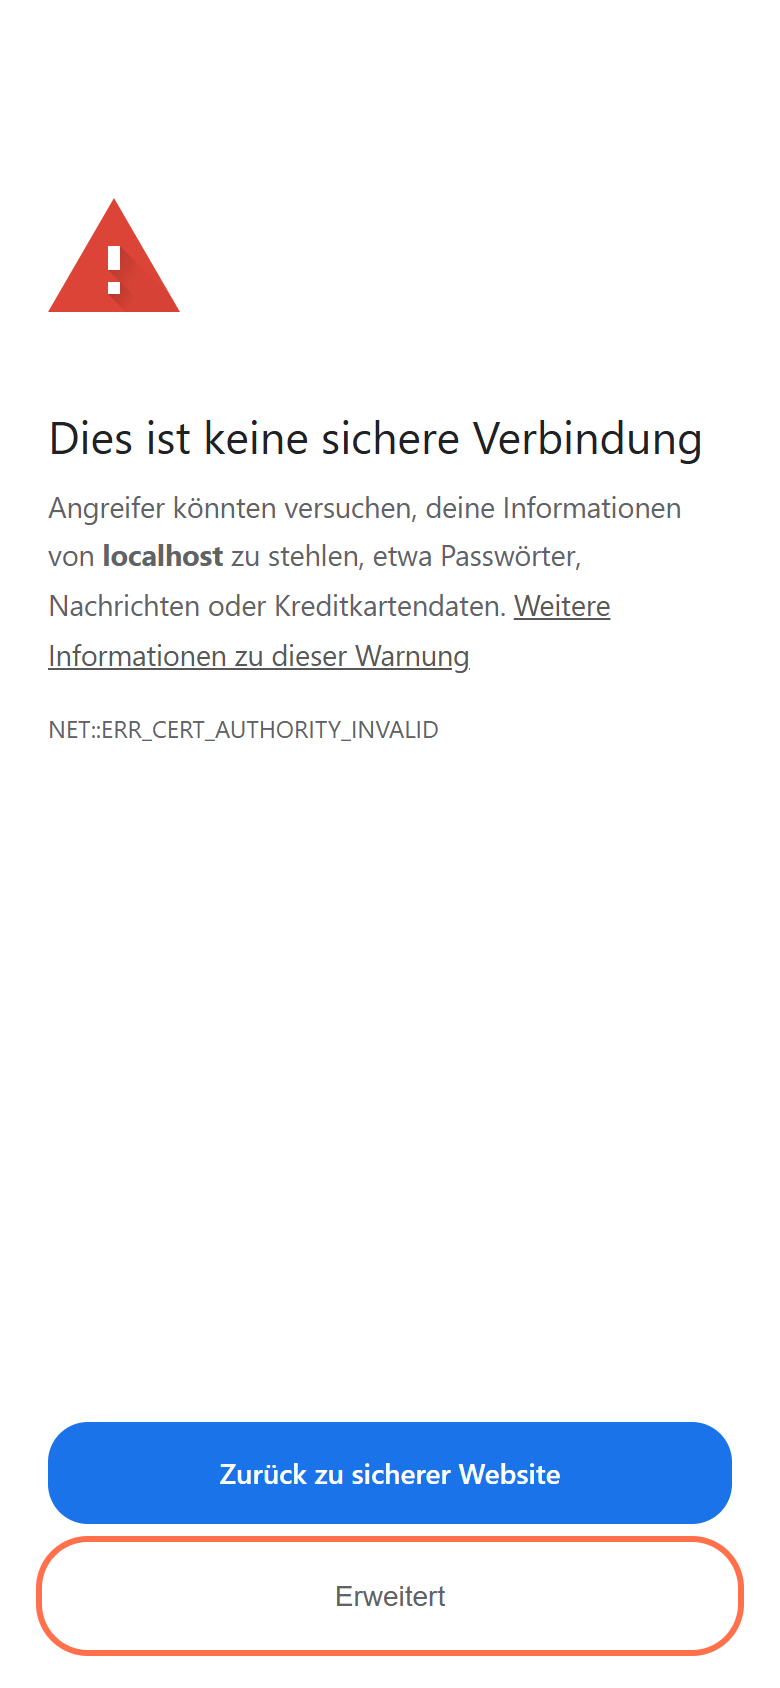 Dies ist keine sichere Verbindung
Angreifer könnten versuchen, deine Informationen
von localhost zu stehlen, etwa Passwörter,
Nachrichten oder Kreditkartendaten. Weitere
Informationen zu dieser Warnung
NET::ERR_CERT_AUTHORITY_INVALID
Zurück zu sicherer Website
Erweitert